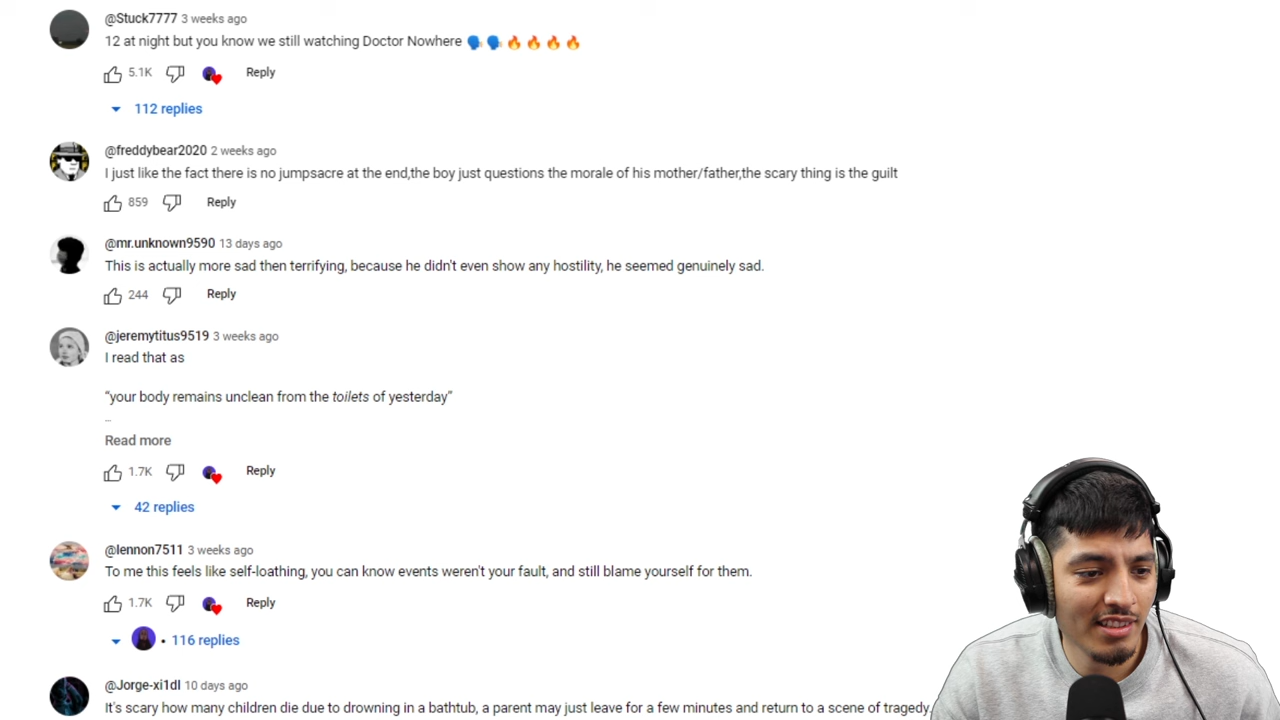 @Stuck7777 3 weeks ago
12 at night but you know we still watching Doctor Nowhere 🗣️ 🗣️ 🔥 🔥 🔥 🔥
5.1K Reply
112 replies
@freddybear2020 2 weeks ago
I just like the fact there is no jumpsacre at the end,the boy just questions the morale of his mother/father,the scary thing is the guilt
859 Reply
@mr.unknown9590 13 days ago
This is actually more sad then terrifying, because he didn't even show any hostility, he seemed genuinely sad.
244 Reply
@jeremytitus9519 3 weeks ago
I read that as
“your body remains unclean from the toilets of yesterday”
Read more
1.7K Reply
42 replies
@lennon7511 3 weeks ago
To me this feels like self-loathing, you can know events weren't your fault, and still blame yourself for them.
1.7K Reply
116 replies
@Jorge-xi1dl 10 days ago
It's scary how many children die due to drowning in a bathtub, a parent may just leave for a few minutes and return to a scene of tragedy